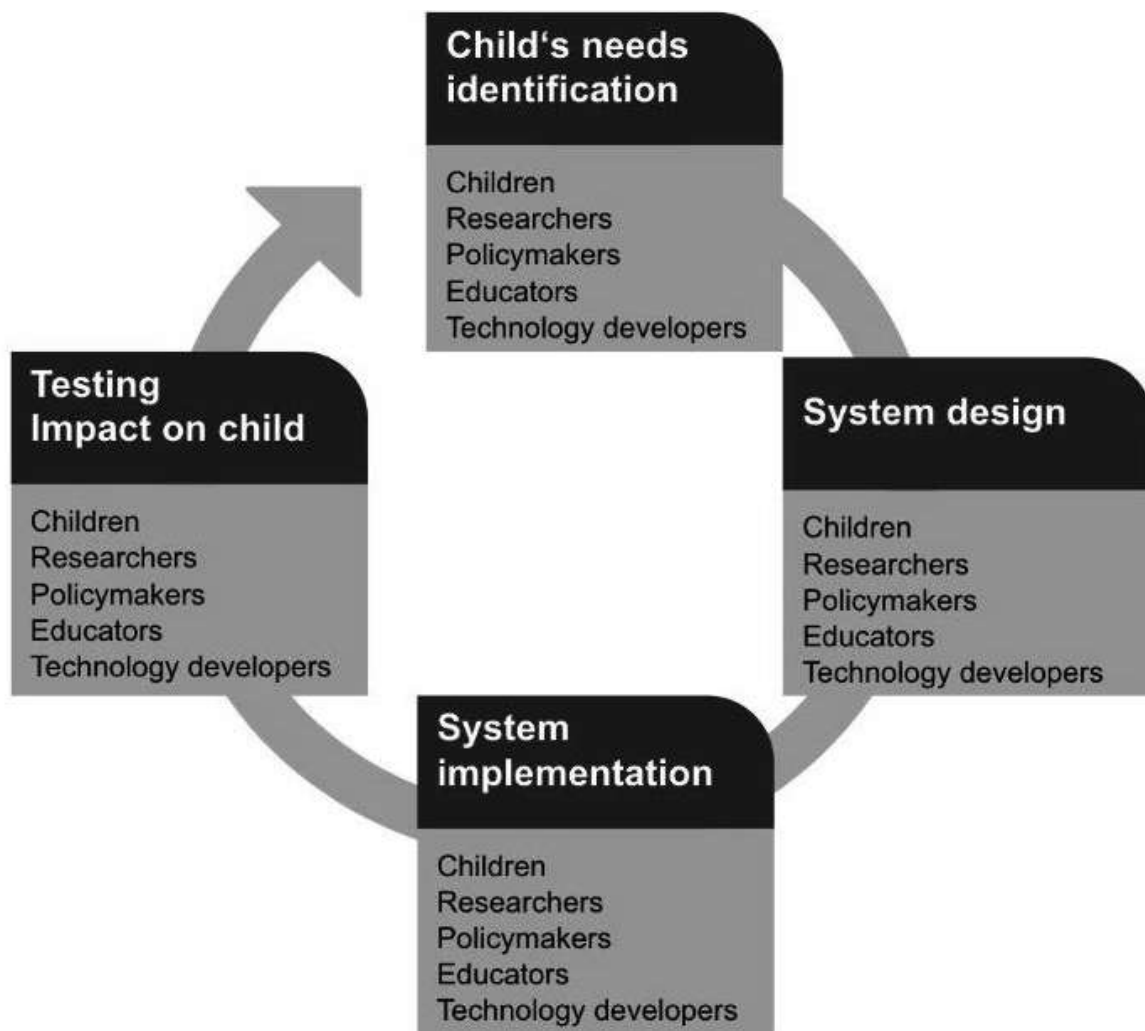 Child‘s needs
identification
Children
Researchers
Policymakers
Educators
Technology developers
System design
Children
Researchers
Policymakers
Educators
Technology developers
System
implementation
Children
Researchers
Policymakers
Educators
Technology developers
Testing
Impact on child
Children
Researchers
Policymakers
Educators
Technology developers